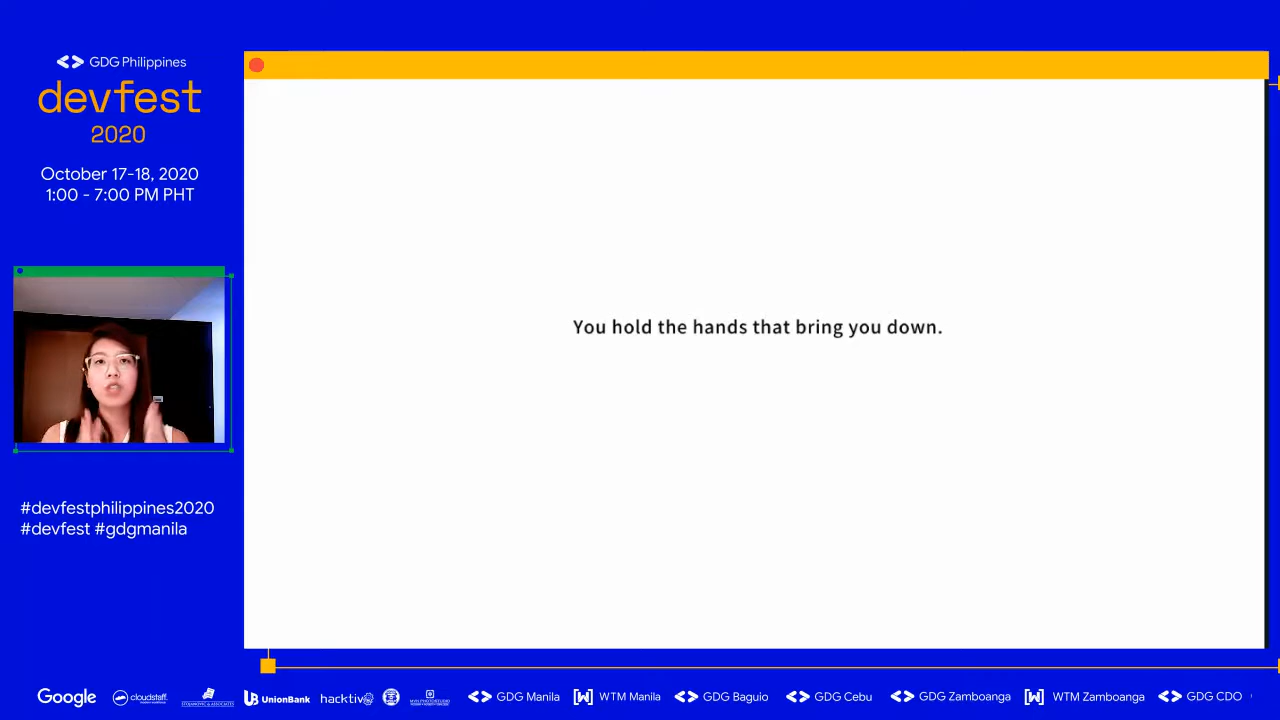 GDG Philippines
devfest
2020
October 17-18, 2020
1:00 - 7:00 PM PHT
You hold the hands that bring you down.
#devfestphilippines2020
#devfest #gdgmanila
Google cloudstaff. UnionBank hacktiv GDG Manila WTM Manila GDG Baguio GDG Cebu GDG Zamboanga WTM Zamboanga GDG CDO